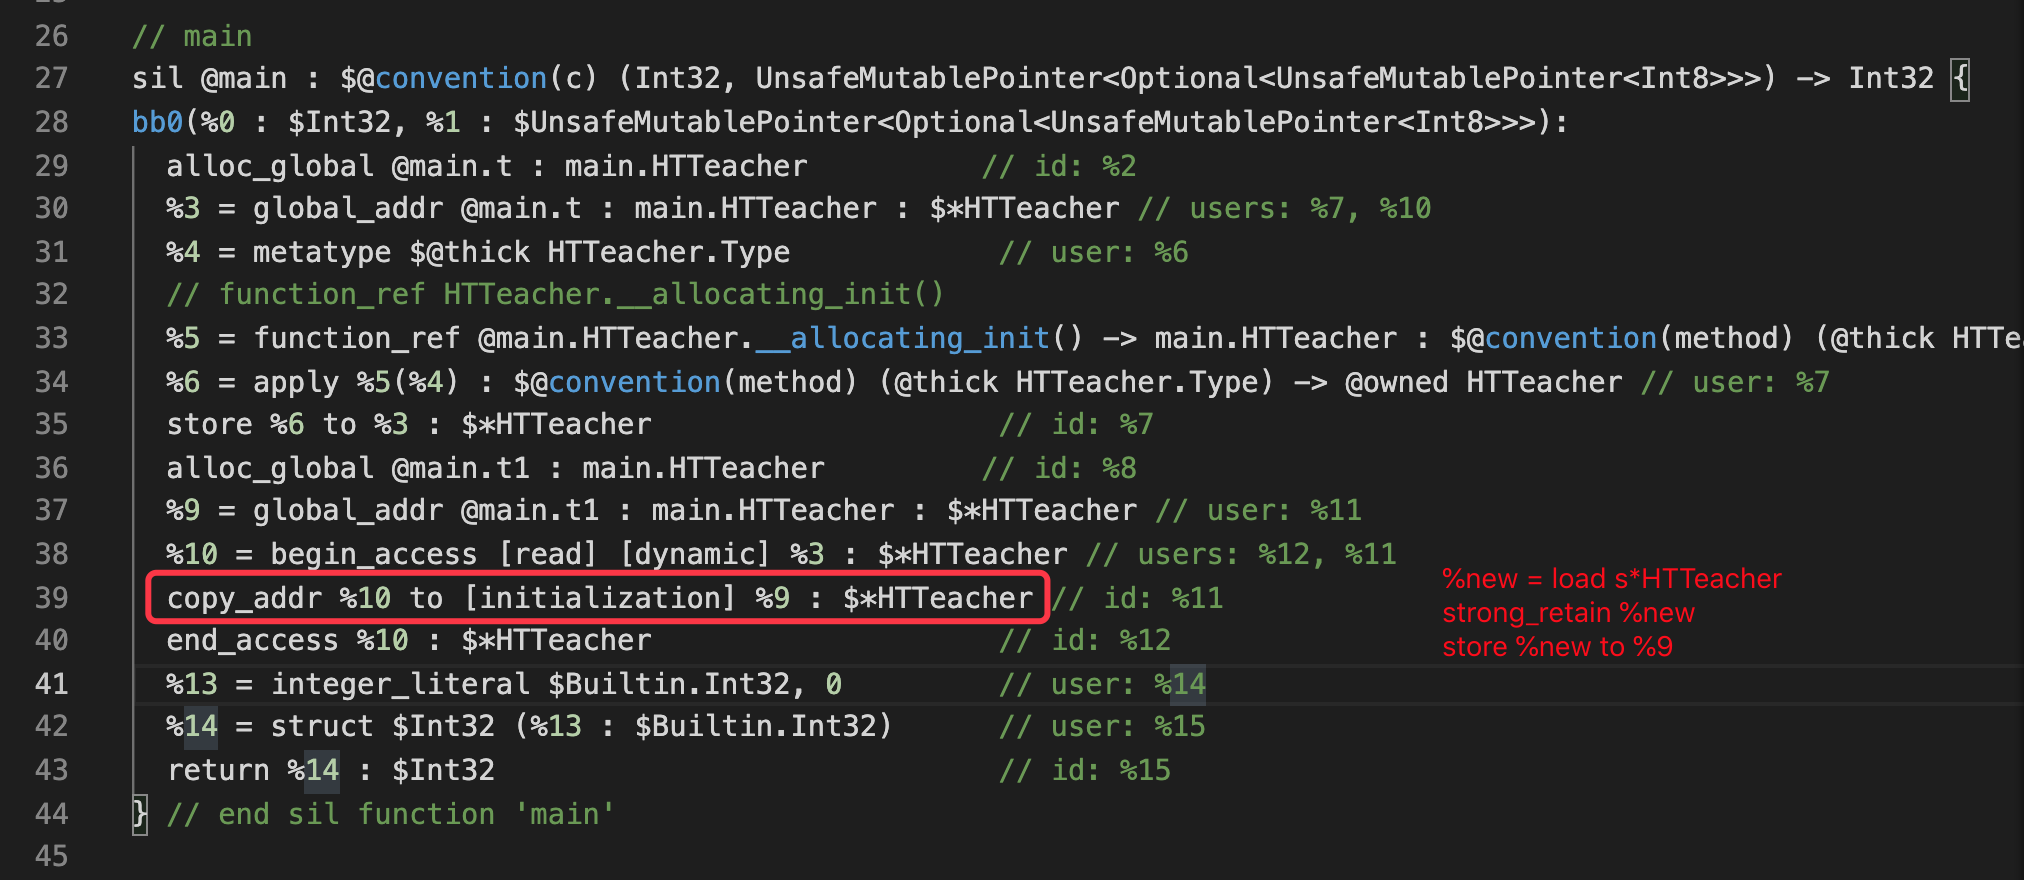 26 // main
27 sil @main : $@convention(c) (Int32, UnsafeMutablePointer<Optional<UnsafeMutablePointer<Int8>>>) -> Int32 {
28 bb0(%0 : $Int32, %1 : $UnsafeMutablePointer<Optional<UnsafeMutablePointer<Int8>>>):
29 alloc_global @main.t : main.HTTeacher // id: %2
30 %3 = global_addr @main.t : main.HTTeacher : $*HTTeacher // users: %7, %10
31 %4 = metatype $@thick HTTeacher.Type // user: %6
32 // function_ref HTTeacher.__allocating_init()
33 %5 = function_ref @main.HTTeacher.__allocating_init() -> main.HTTeacher : $@convention(method) (@thick HTTea
34 %6 = apply %5(%4) : $@convention(method) (@thick HTTeacher.Type) -> @owned HTTeacher // user: %7
35 store %6 to %3 : $*HTTeacher // id: %7
36 alloc_global @main.t1 : main.HTTeacher // id: %8
37 %9 = global_addr @main.t1 : main.HTTeacher : $*HTTeacher // user: %11
38 %10 = begin_access [read] [dynamic] %3 : $*HTTeacher // users: %12, %11
39 copy_addr %10 to [initialization] %9 : $*HTTeacher // id: %11
%new = load s*HTTeacher
strong_retain %new
store %new to %9
40 end_access %10 : $*HTTeacher // id: %12
41 %13 = integer_literal $Builtin.Int32, 0 // user: %14
42 %14 = struct $Int32 (%13 : $Builtin.Int32) // user: %15
43 return %14 : $Int32 // id: %15
44 } // end sil function 'main'
45